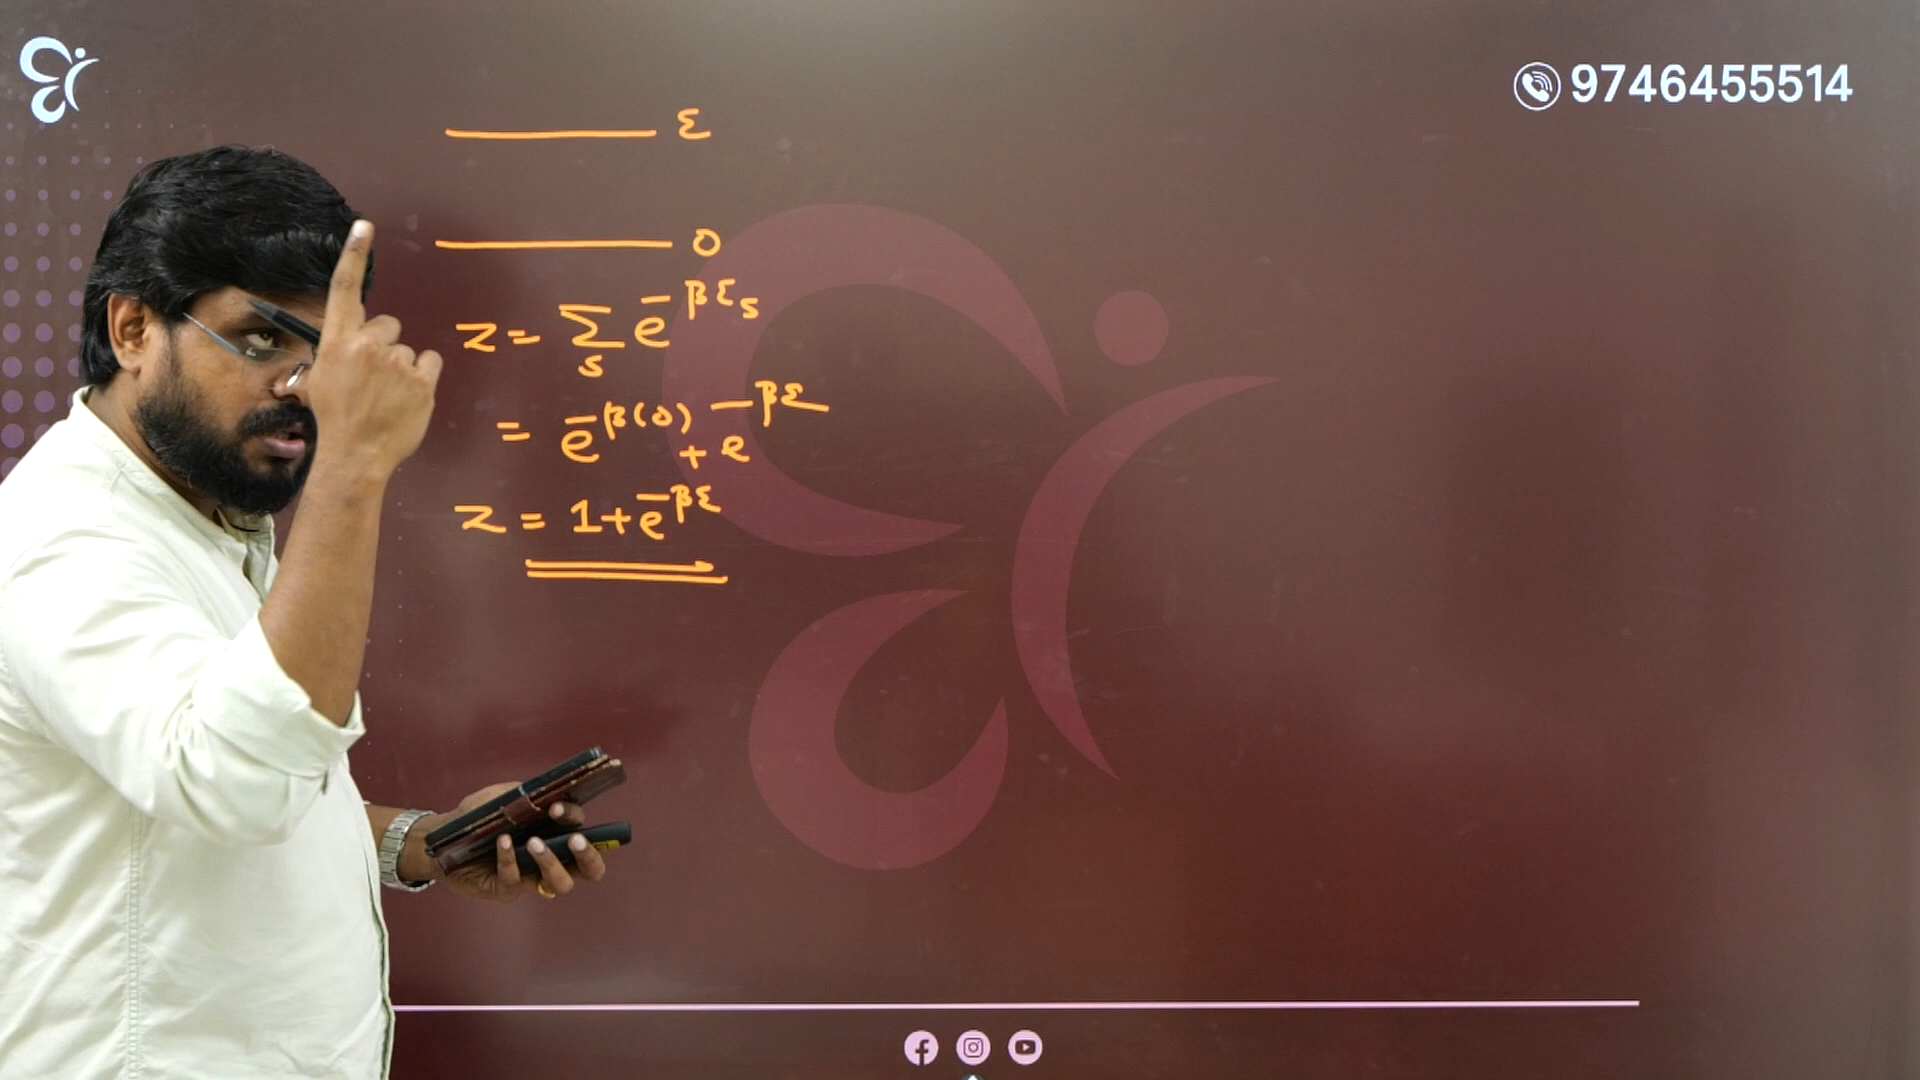 9746455514
ε
0
Z = Σ_s e^{-βε_s}
= e^{-β(0)} + e^{-βε}
Z = 1 + e^{-βε}